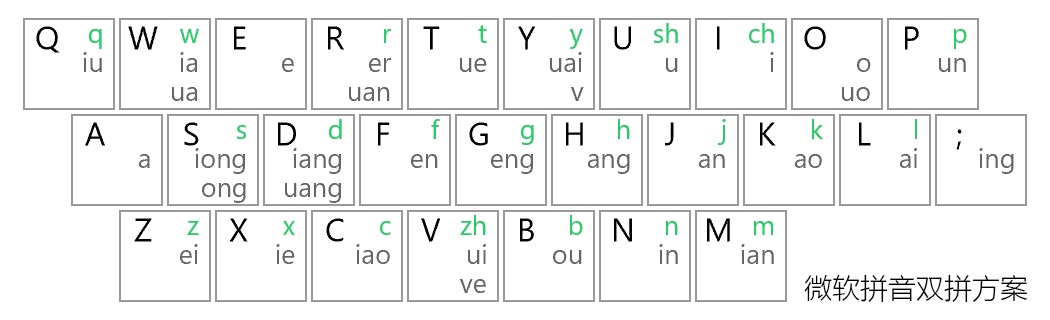 Q q W w E R r T t Y y U sh I ch O P p
iu ia e er ue uai u i o un
ua uan v uo
A S s D d F f G g H h J j K k L l ;
a iong iang en eng ang an ao ai ing
ong uang
Z z X x C c V zh B b N n M m
ei ie iao ui ou in ian
ve
微软拼音双拼方案